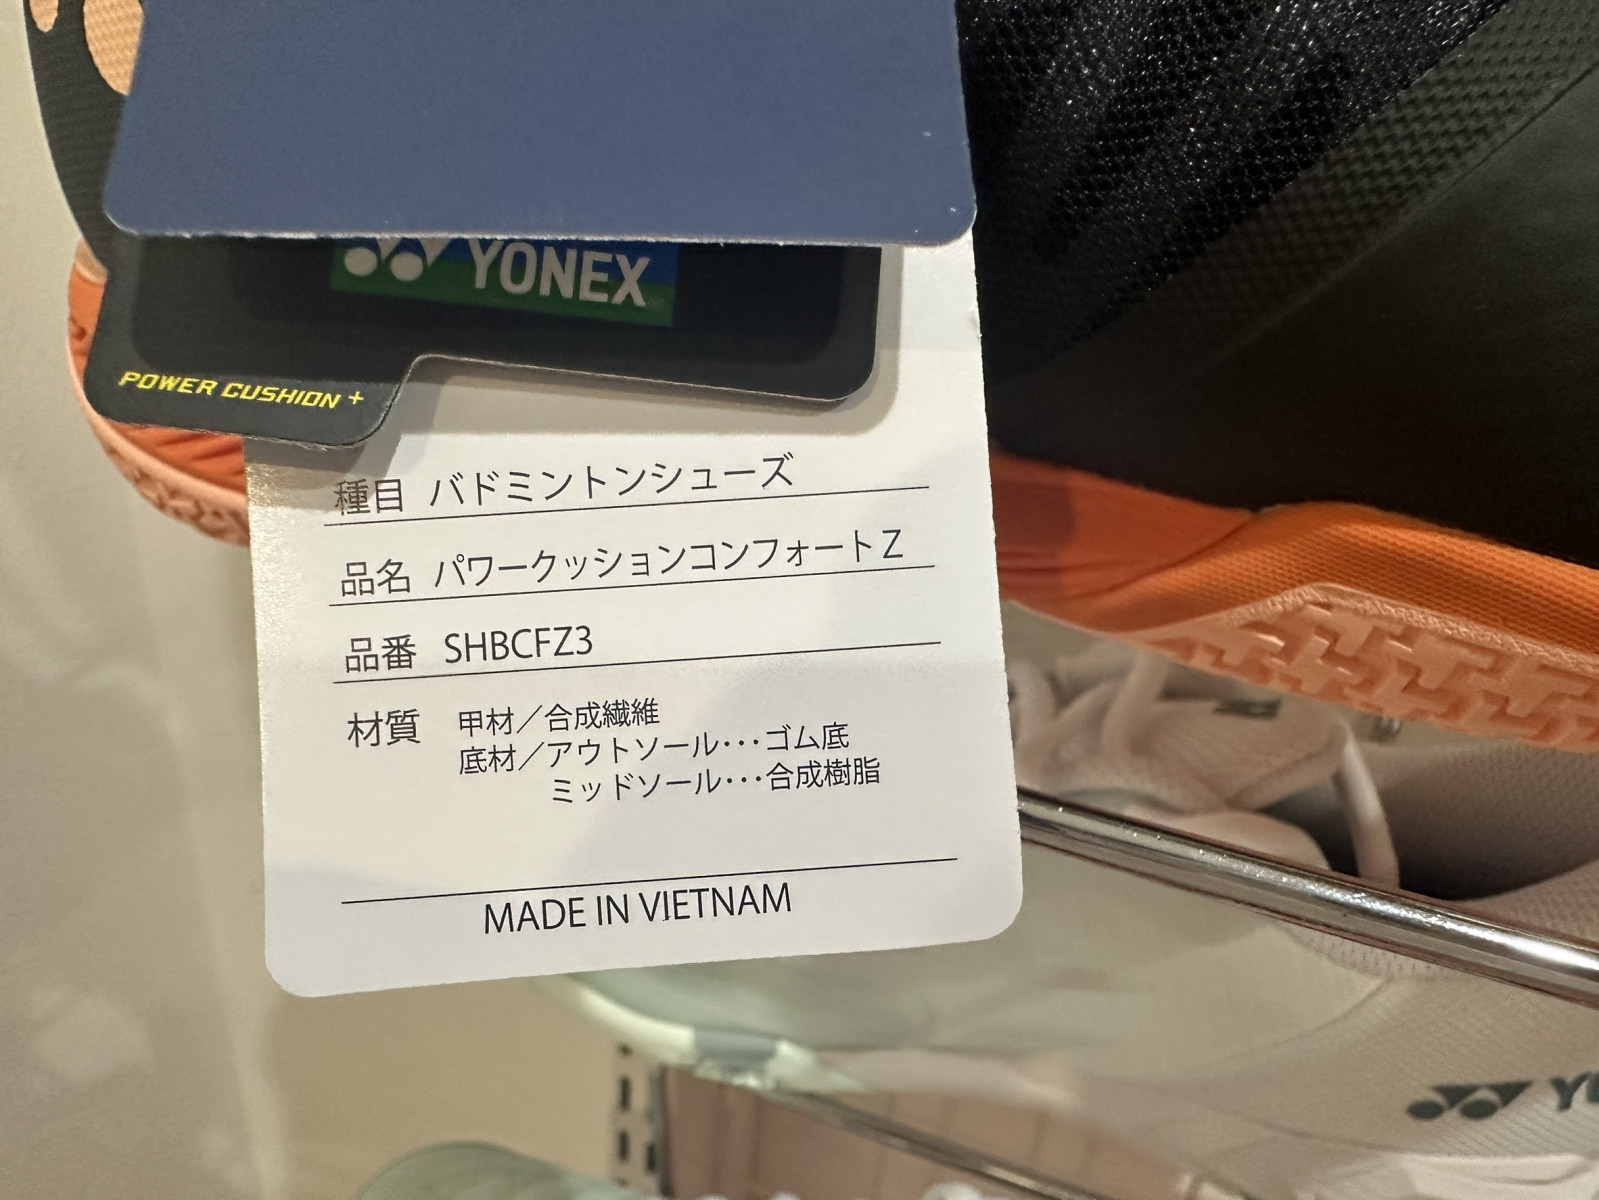 YONEX
POWER CUSHION +
種目 バドミントンシューズ
品名 パワークッションコンフォートZ
品番 SHBCFZ3
材質 甲材／合成繊維
底材／アウトソール･･･ゴム底
ミッドソール･･･合成樹脂
MADE IN VIETNAM